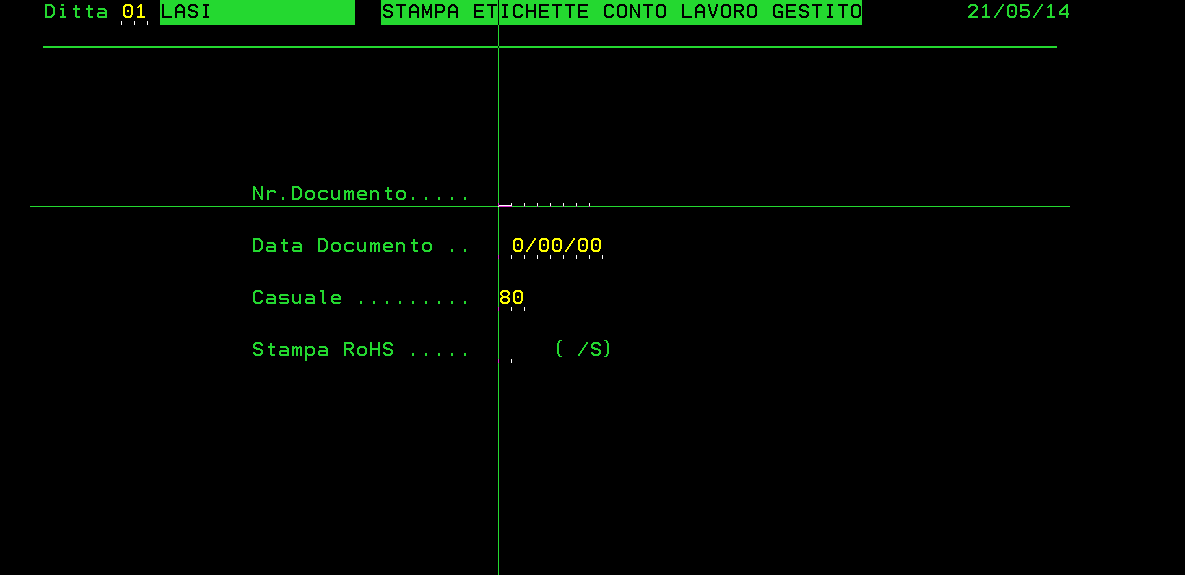 Ditta 01 LASI STAMPA ETICHETTE CONTO LAVORO GESTITO 21/05/14
Nr.Documento.....
Data Documento .. 0/00/00
Casuale ......... 80
Stampa RoHS ..... ( /S)